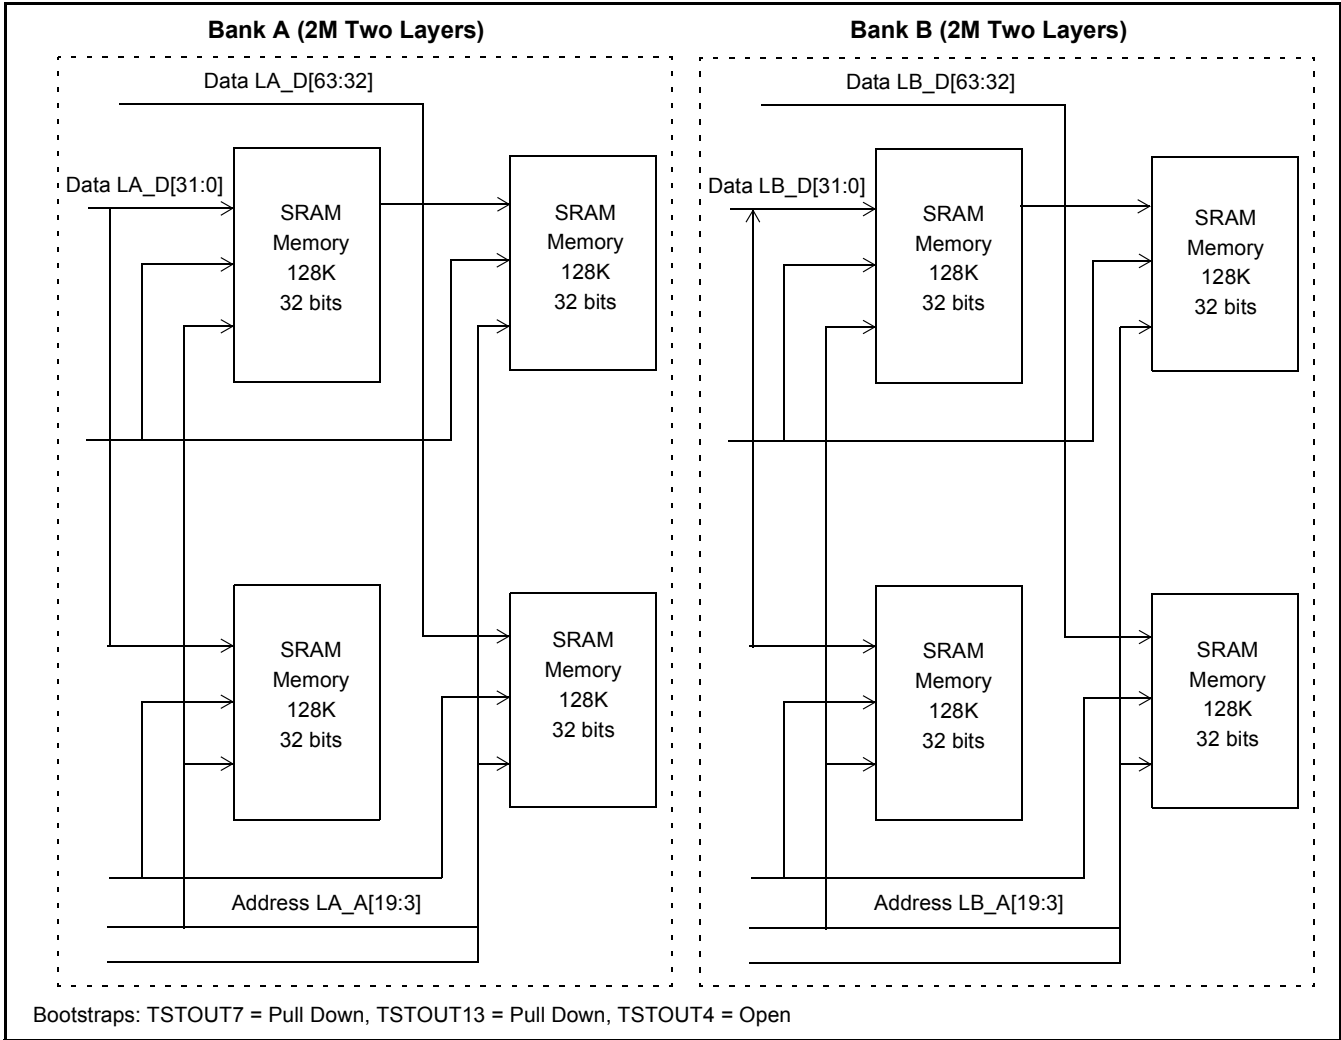 Bank A (2M Two Layers)
Bank B (2M Two Layers)
Data LA_D[63:32]
Data LB_D[63:32]
Data LA_D[31:0]
Data LB_D[31:0]
SRAM
Memory
128K
32 bits
SRAM
Memory
128K
32 bits
SRAM
Memory
128K
32 bits
SRAM
Memory
128K
32 bits
SRAM
Memory
128K
32 bits
SRAM
Memory
128K
32 bits
SRAM
Memory
128K
32 bits
SRAM
Memory
128K
32 bits
Address LA_A[19:3]
Address LB_A[19:3]
Bootstraps: TSTOUT7 = Pull Down, TSTOUT13 = Pull Down, TSTOUT4 = Open